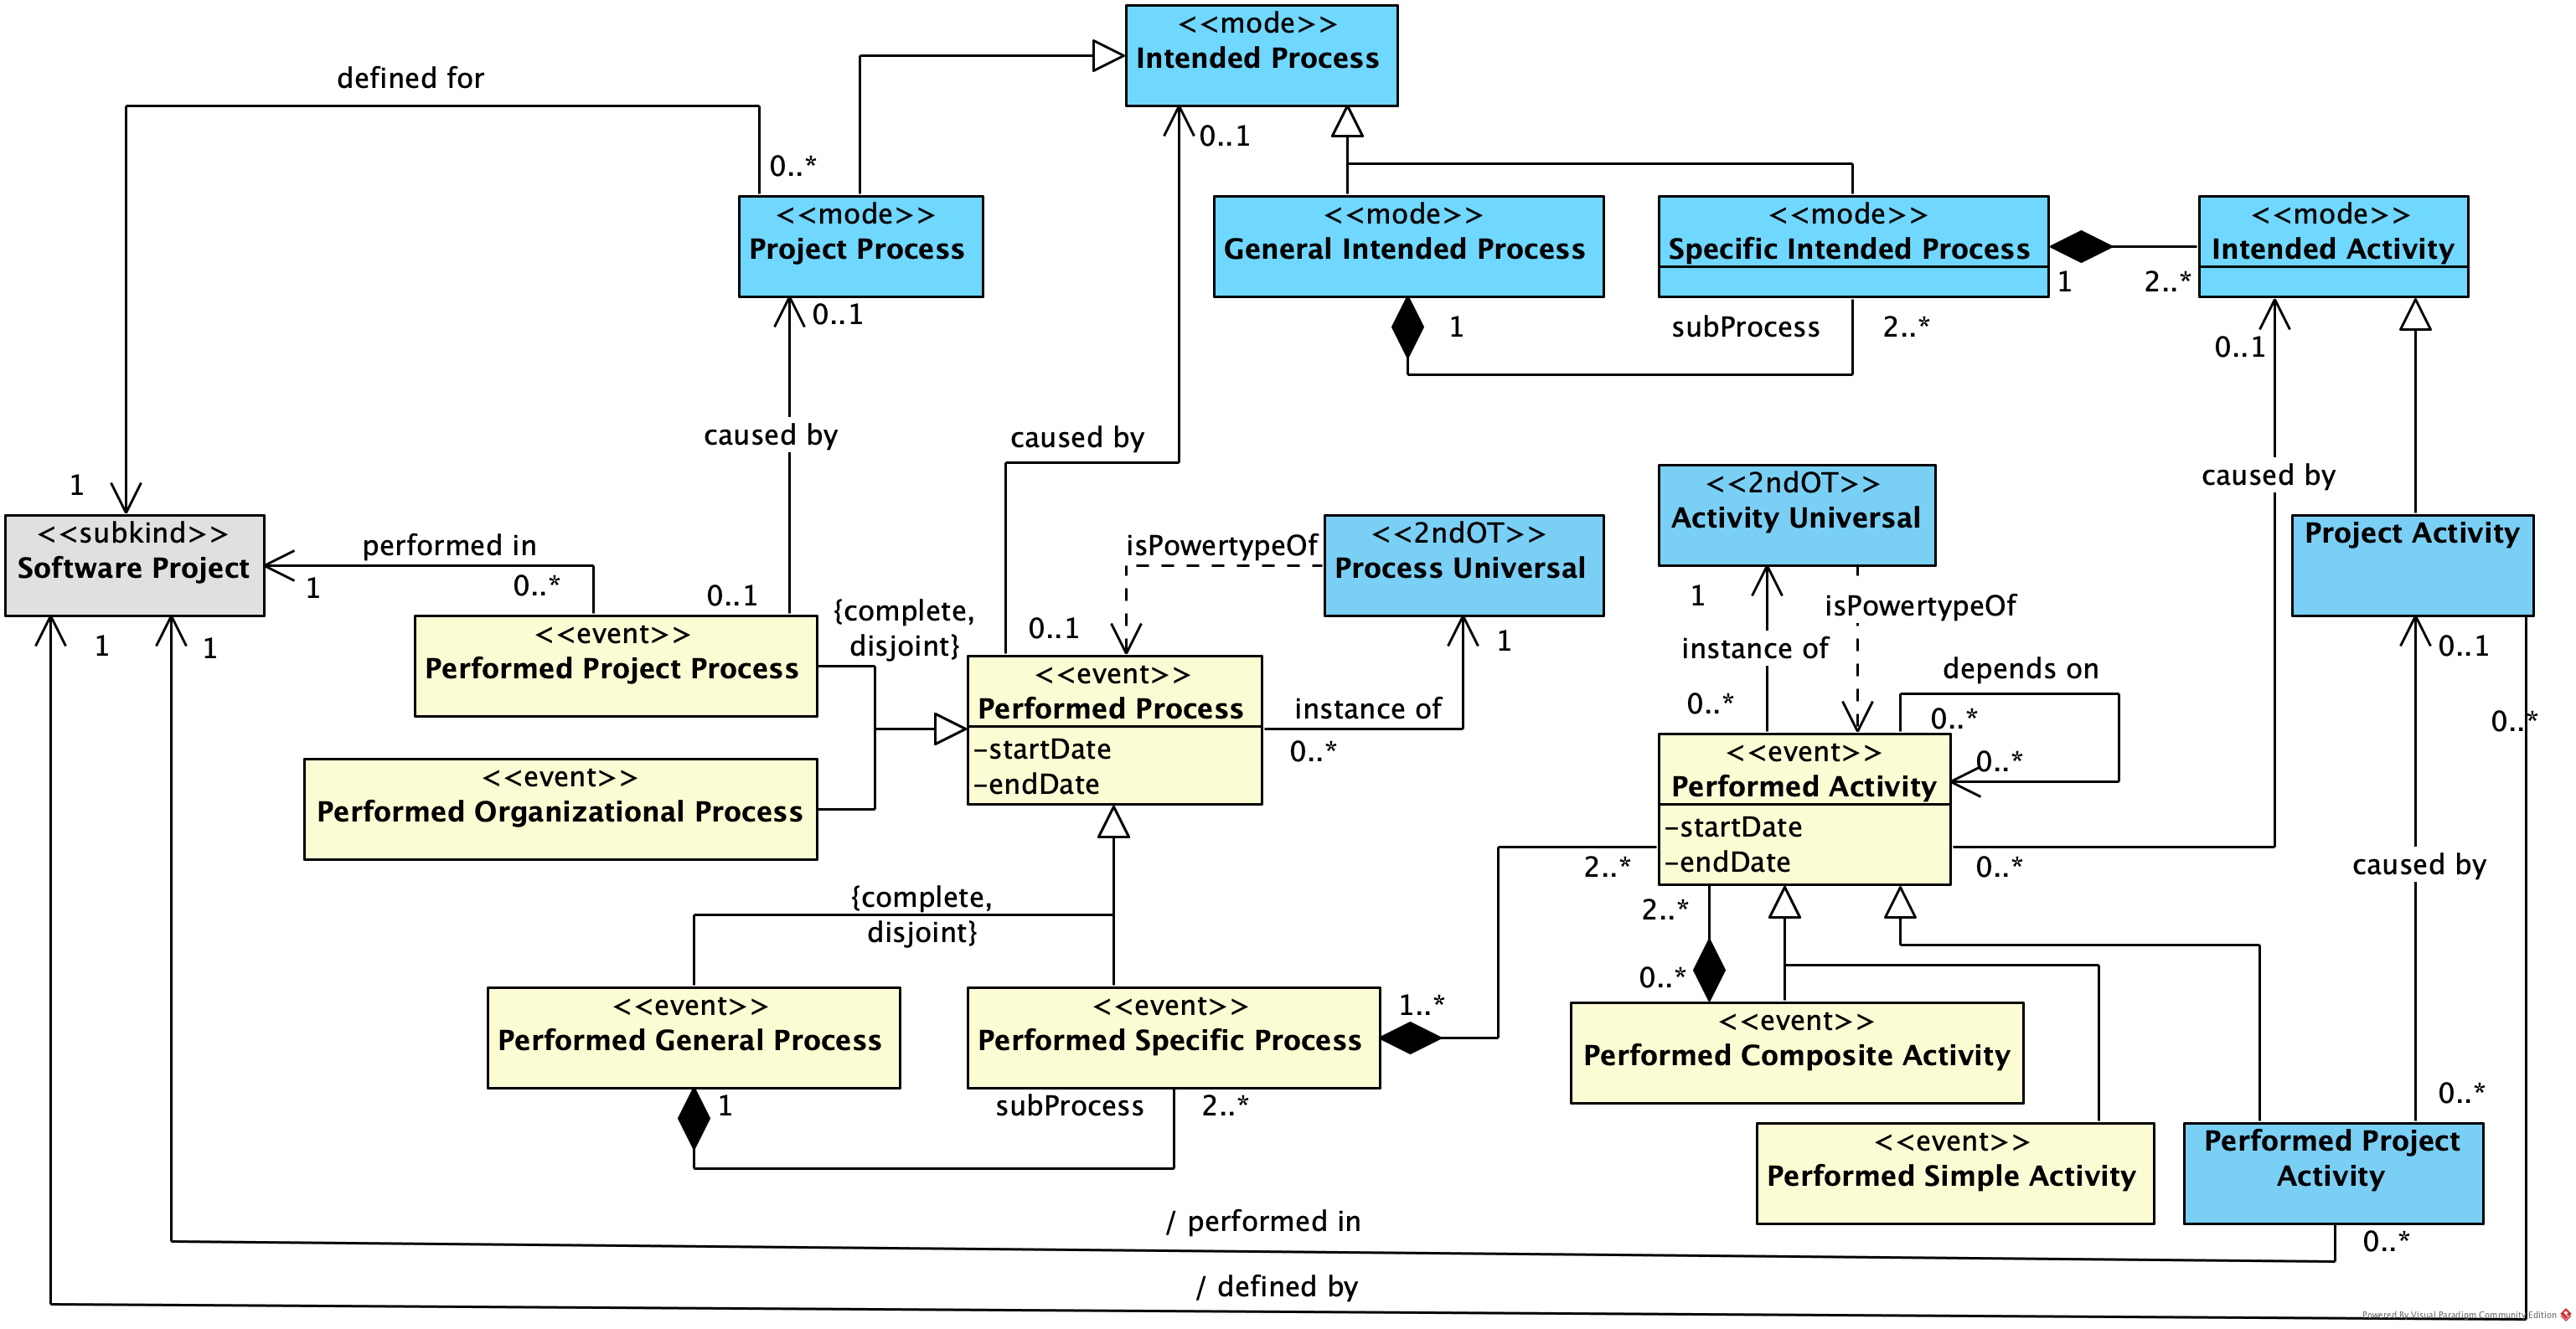 <<mode>>
Intended Process
defined for
0..1
0..*
<<mode>>
Project Process
<<mode>>
General Intended Process
<<mode>>
Specific Intended Process
<<mode>>
Intended Activity
1
2..*
0..1
1
subProcess
2..*
0..1
caused by
caused by
caused by
1
<<subkind>>
Software Project
performed in
1
0..*
0..1
{complete,
disjoint}
isPowertypeOf
<<2ndOT>>
Process Universal
<<2ndOT>>
Activity Universal
Project Activity
1
isPowertypeOf
instance of
0..*
1
1
<<event>>
Performed Project Process
0..1
1
<<event>>
Performed Process
-startDate
-endDate
instance of
0..*
depends on
0..*
0..*
0..1
0..*
<<event>>
Performed Organizational Process
<<event>>
Performed Activity
-startDate
-endDate
2..*
0..*
caused by
{complete,
disjoint}
2..*
0..*
<<event>>
Performed General Process
<<event>>
Performed Specific Process
1..*
<<event>>
Performed Composite Activity
1
subProcess
2..*
0..*
<<event>>
Performed Simple Activity
Performed Project
Activity
/ performed in
0..*
/ defined by
Powered By Visual Paradigm Community Edition